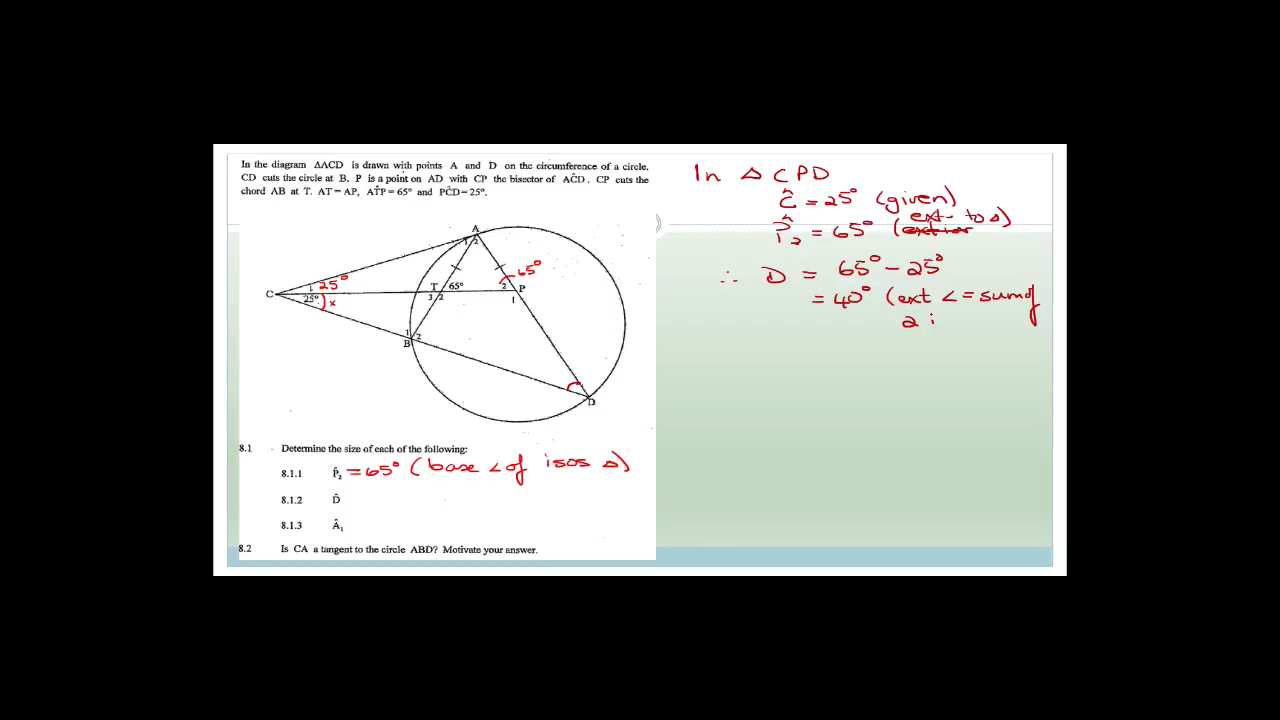 In the diagram ΔACD is drawn with points A and D on the circumference of a circle.
CD cuts the circle at B. P is a point on AD with CP the bisector of AĈD. CP cuts the
chord AB at T. AT = AP, AT̂P = 65° and PĈD = 25°.
A
1 2
65°
1 25°
T 65° 2 P
C
25° x
3 2 1
1
B 2
D
8.1 Determine the size of each of the following:
8.1.1 P̂₂ = 65° (base ∠ of isos Δ)
8.1.2 D̂
8.1.3 Â₁
8.2 Is CA a tangent to the circle ABD? Motivate your answer.
In Δ CPD
Ĉ = 25° (given)
P̂₂ = 65° (ext- to Δ)
∴ D = 65° − 25°
= 40° (ext ∠ = sum of
2 i